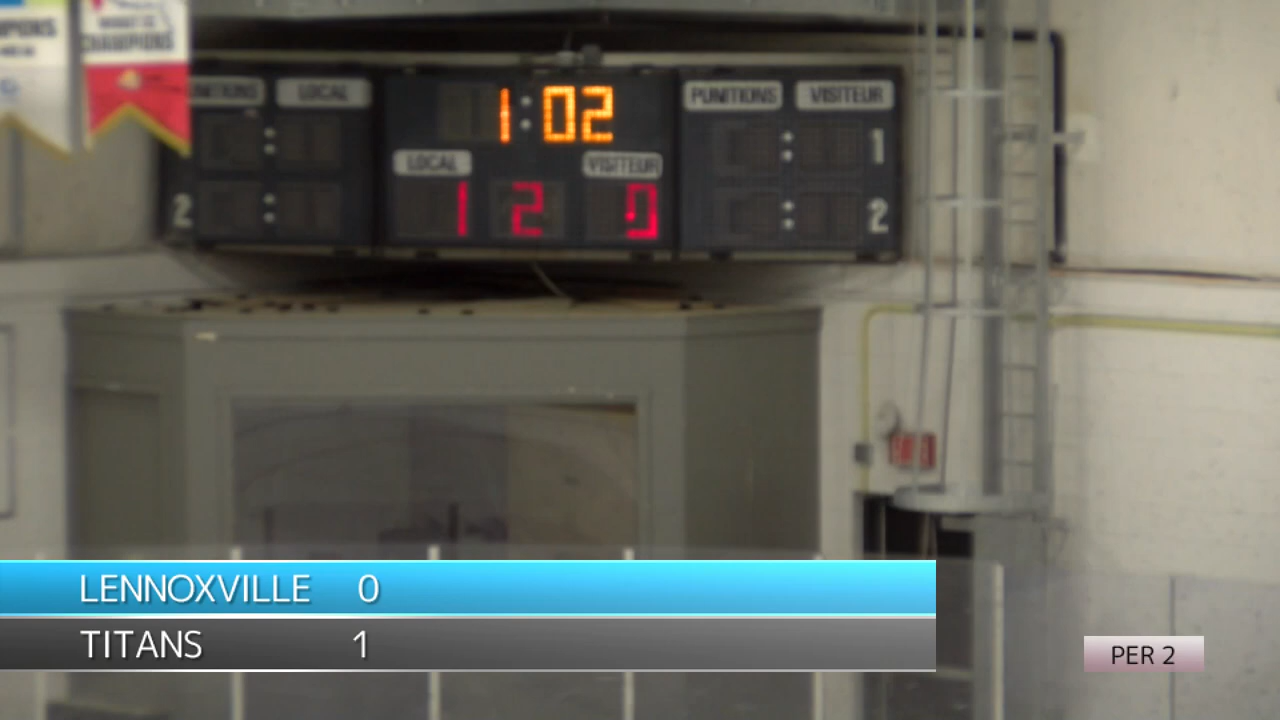 CHAMPIONS
LOCAL
1:02
PUNITIONS VISITEUR
1
LOCAL VISITEUR
2 1 2 0 2
LENNOXVILLE 0
TITANS 1
PER 2